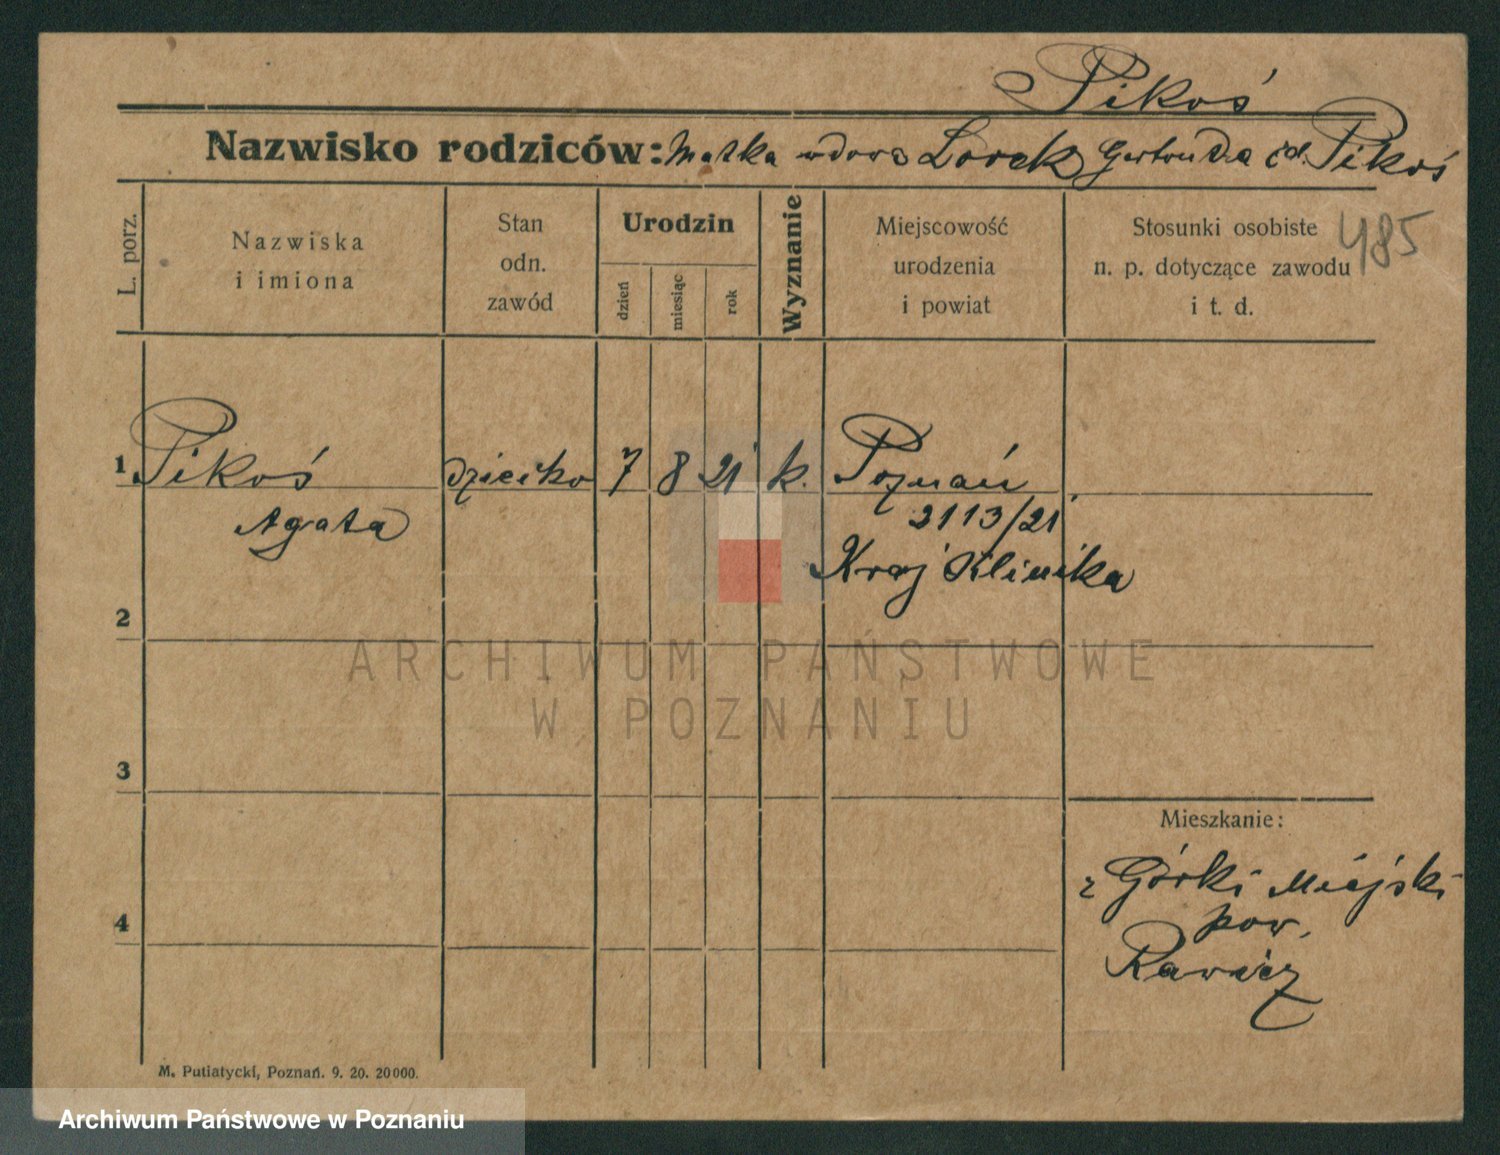 Pikoś
Nazwisko rodziców: Matka wdowa Lorek Gertruda cd. Pikoś
L. porz.
Nazwiska
i imiona
Stan
odn.
zawód
Urodzin
dzień
miesiąc
rok
Wyznanie
Miejscowość
urodzenia
i powiat
Stosunki osobiste
n. p. dotyczące zawodu
i t. d.
485
1 Pikoś dziecko 7 8 21 k. Poznań
Agata 2113/21
Kraj Klinika
2
ARCHIWUM PAŃSTWOWE
W POZNANIU
3
Mieszkanie:
z Górki Miejski
pow.
Rawicz
4
M. Putiatycki, Poznań. 9. 20. 20000.
Archiwum Państwowe w Poznaniu